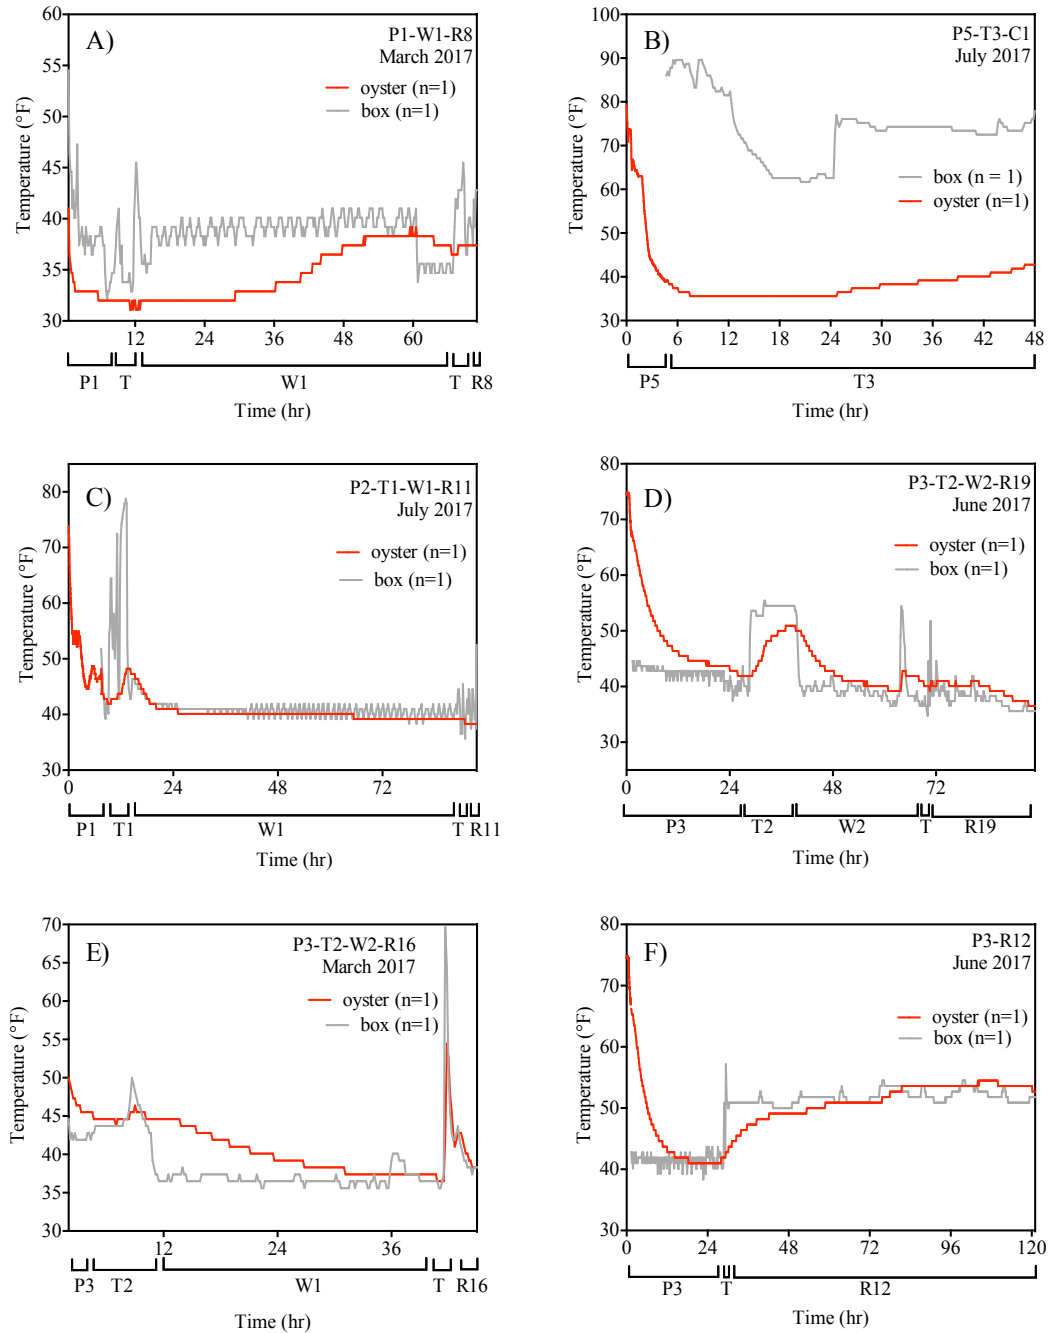 A)
P1-W1-R8
March 2017
oyster (n=1)
box (n=1)
Temperature (°F)
60
55
50
45
40
35
30
12
24
36
48
60
P1
T
W1
T
R8
Time (hr)
B)
P5-T3-C1
July 2017
box (n = 1)
oyster (n=1)
Temperature (°F)
100
90
80
70
60
50
40
30
0
6
12
18
24
30
36
42
48
P5
T3
Time (hr)
C)
P2-T1-W1-R11
July 2017
oyster (n=1)
box (n=1)
Temperature (°F)
80
70
60
50
40
30
0
24
48
72
P1
T1
W1
T
R11
Time (hr)
D)
P3-T2-W2-R19
June 2017
oyster (n=1)
box (n=1)
Temperature (°F)
80
70
60
50
40
30
0
24
48
72
P3
T2
W2
T
R19
Time (hr)
E)
P3-T2-W2-R16
March 2017
oyster (n=1)
box (n=1)
Temperature (°F)
70
65
60
55
50
45
40
35
30
12
24
36
P3
T2
W1
T
R16
Time (hr)
F)
P3-R12
June 2017
oyster (n=1)
box (n=1)
Temperature (°F)
80
70
60
50
40
30
0
24
48
72
96
120
P3
T
R12
Time (hr)